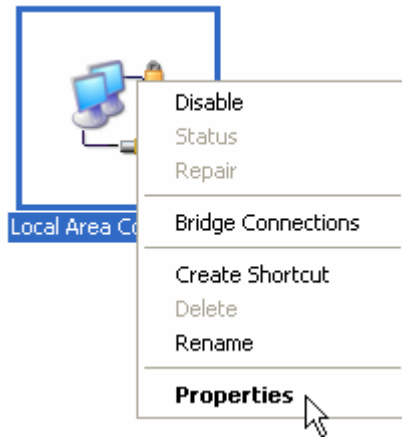 Disable
Status
Repair
Local Area Co
Bridge Connections
Create Shortcut
Delete
Rename
Properties